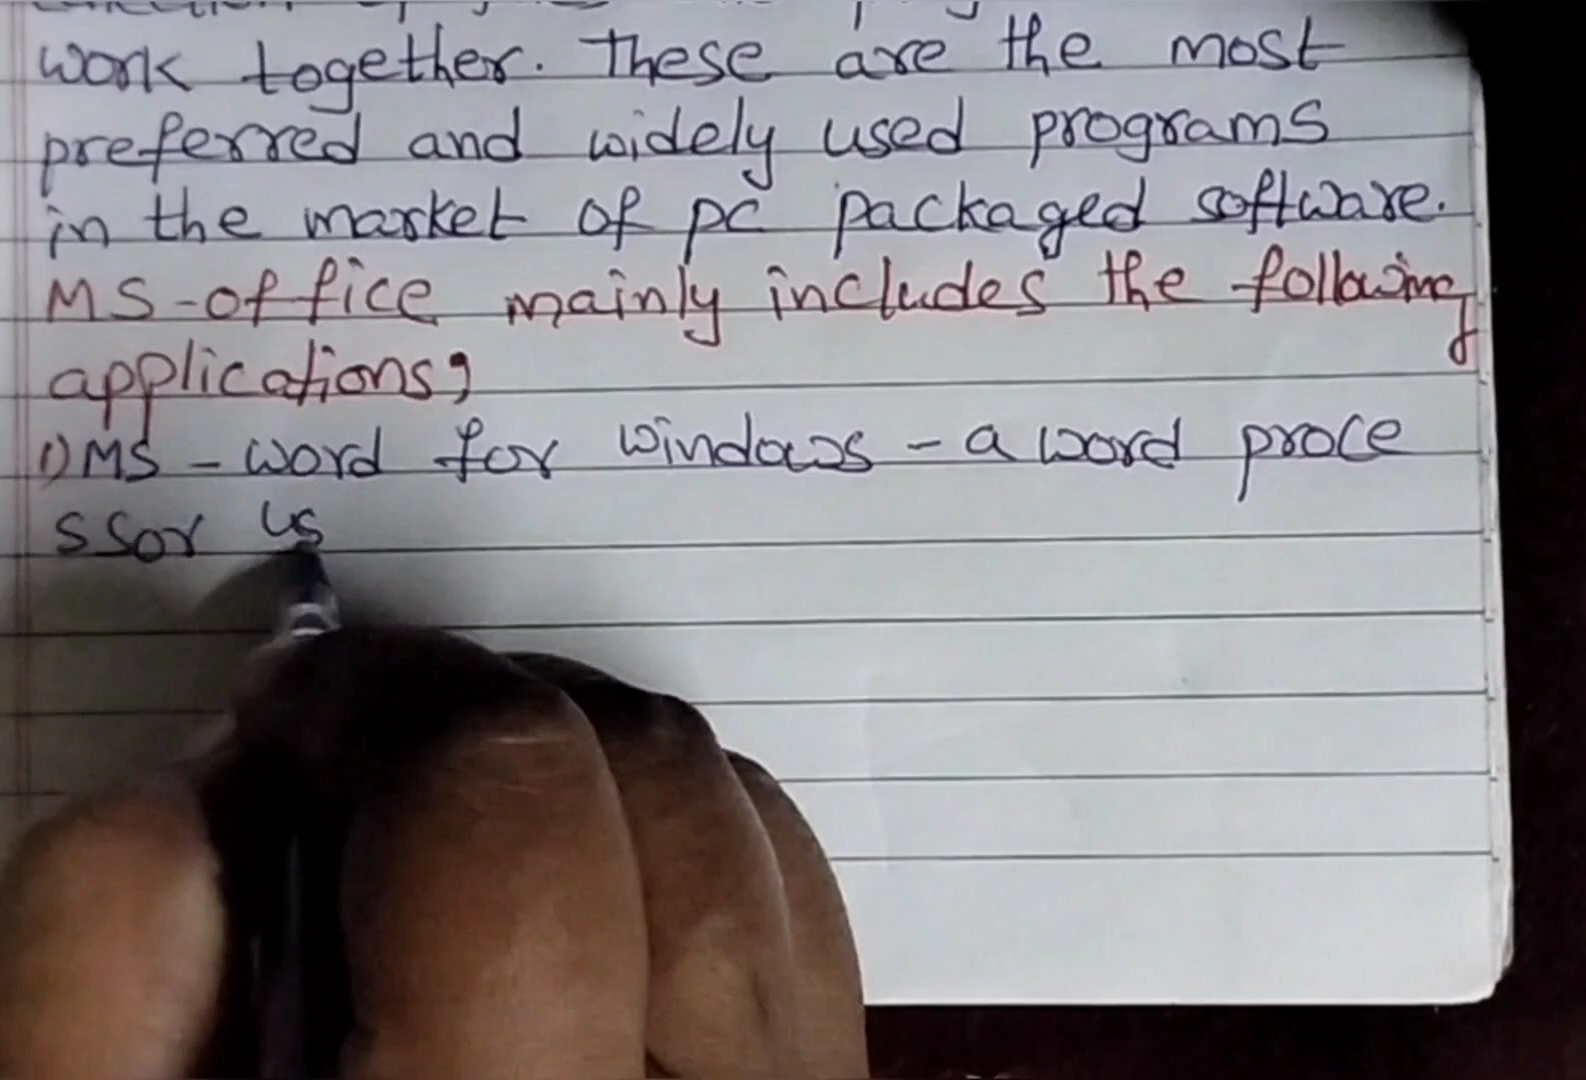 work together. These are the most
preferred and widely used programs
in the market of pc packaged software.
MS-office mainly includes the following
applications;
1) MS - word for windows - a word proce
ssor us